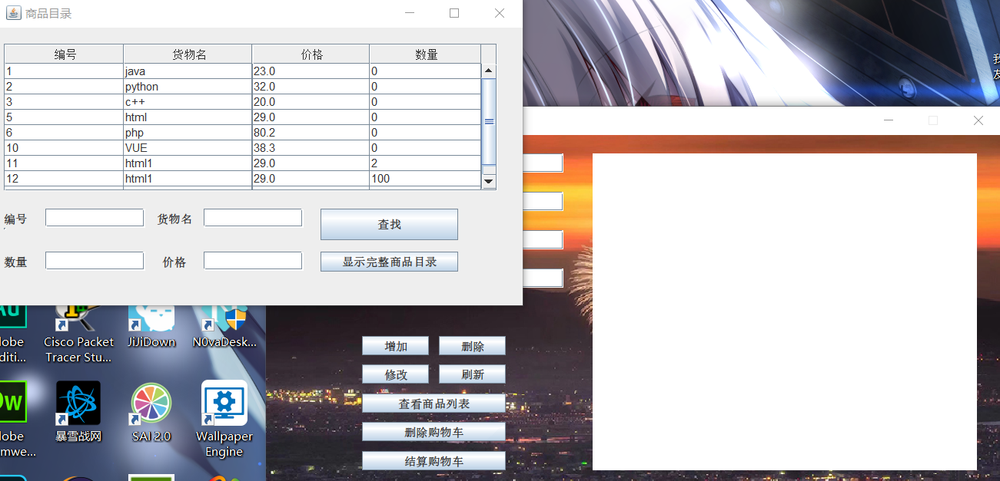 商品目录
编号 货物名 价格 数量
1 java 23.0 0
2 python 32.0 0
3 c++ 20.0 0
5 html 29.0 0
6 php 80.2 0
10 VUE 38.3 0
11 html1 29.0 2
12 html1 29.0 100
编号 货物名 查找
数量 价格 显示完整商品目录
我
友
Au
lobe
diti...
Cisco Packet
Tracer Stu...
JiJiDown
N0vaDesk...
增加 删除
修改 刷新
查看商品列表
删除购物车
结算购物车
Dw
lobe
mwe...
暴雪战网
SAI 2.0
Wallpaper
Engine